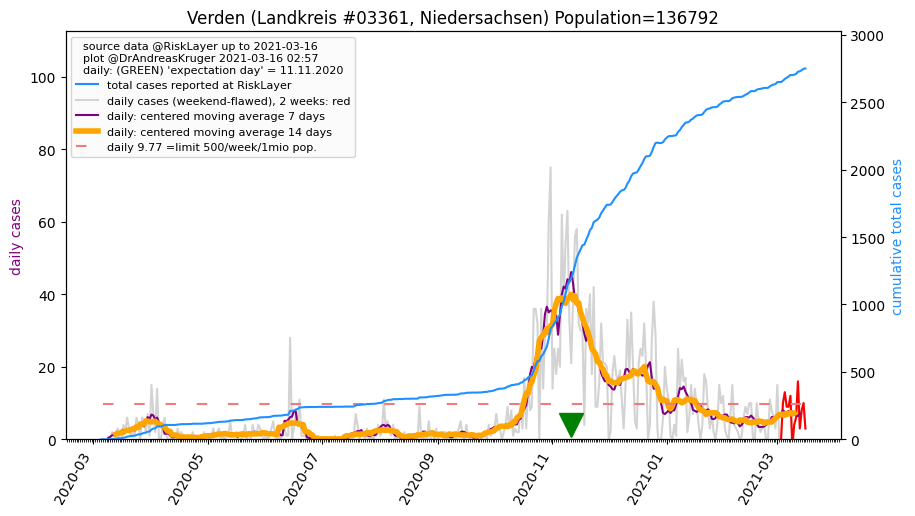 Verden (Landkreis #03361, Niedersachsen) Population=136792
source data @RiskLayer up to 2021-03-16
plot @DrAndreasKruger 2021-03-16 02:57
daily: (GREEN) 'expectation day' = 11.11.2020
total cases reported at RiskLayer
daily cases (weekend-flawed), 2 weeks: red
daily: centered moving average 7 days
daily: centered moving average 14 days
daily 9.77 =limit 500/week/1mio pop.
daily cases
100
80
60
40
20
0
cumulative total cases
3000
2500
2000
1500
1000
500
0
2020-03
2020-05
2020-07
2020-09
2020-11
2021-01
2021-03